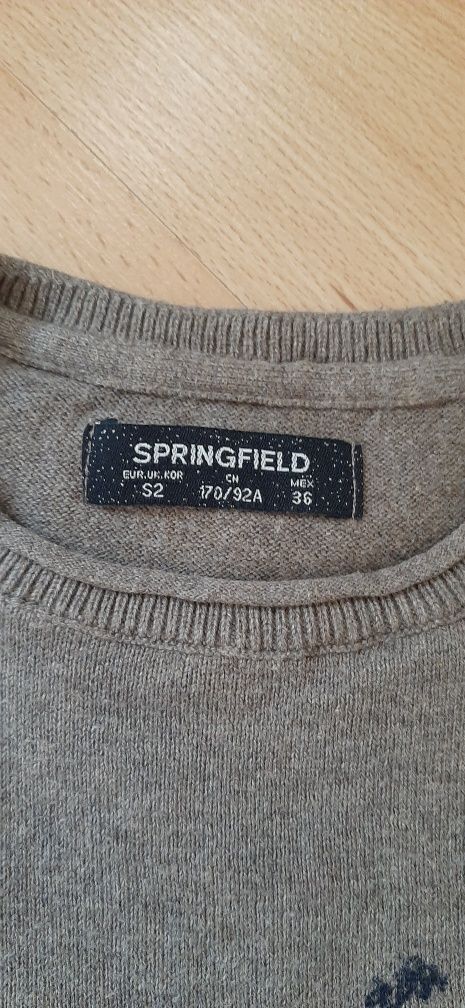 SPRINGFIELD
EUR.UK.KOR CN MEX
S2 170/92A 36